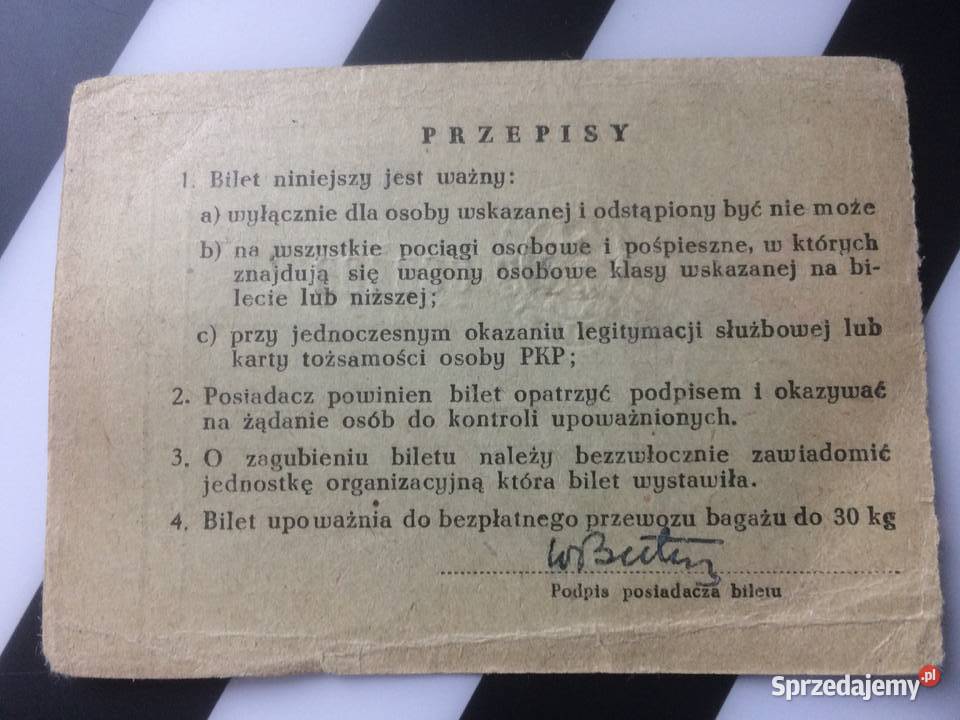 PRZEPISY
1. Bilet niniejszy jest ważny:
a) wyłącznie dla osoby wskazanej i odstąpiony być nie może
b) na wszystkie pociągi osobowe i pośpieszne, w których
znajdują się wagony osobowe klasy wskazanej na bi-
lecie lub niższej;
c) przy jednoczesnym okazaniu legitymacji służbowej lub
karty tożsamości osoby PKP;
2. Posiadacz powinien bilet opatrzyć podpisem i okazywać
na żądanie osób do kontroli upoważnionych.
3. O zagubieniu biletu należy bezzwłocznie zawiadomić
jednostkę organizacyjną która bilet wystawiła.
4. Bilet upoważnia do bezpłatnego przewozu bagażu do 30 kg
Podpis posiadacza biletu
Sprzedajemy.pl